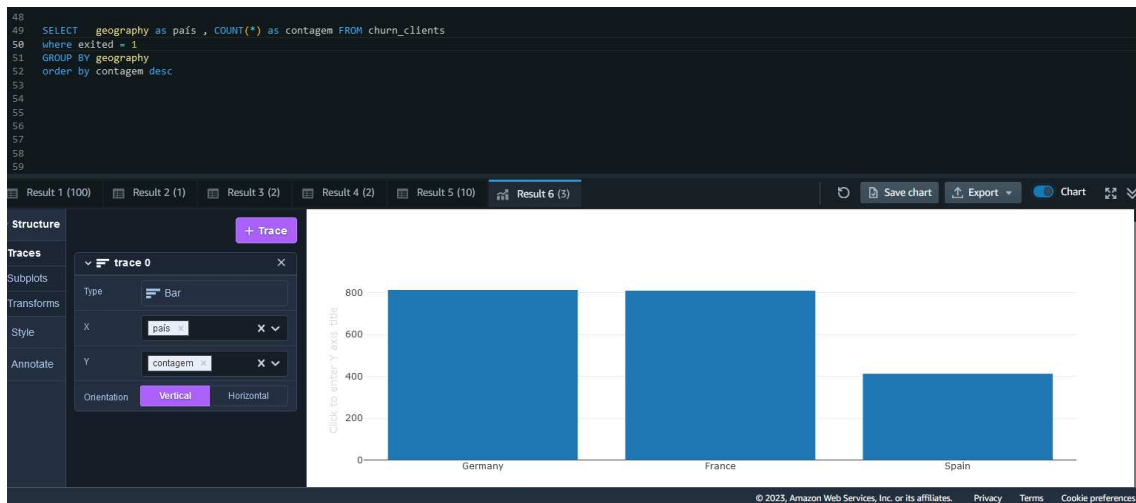 48
49 SELECT geography as país , COUNT(*) as contagem FROM churn_clients
50 where exited = 1
51 GROUP BY geography
52 order by contagem desc
53
54
55
56
57
58
59
Result 1 (100) Result 2 (1) Result 3 (2) Result 4 (2) Result 5 (10) Result 6 (3) Save chart Export Chart
Structure
+ Trace
Traces
trace 0
Subplots
Type Bar
Transforms
Style
X país
Annotate
Y contagem
Orientation Vertical Horizontal
Click to enter Y axis title
800
600
400
200
0
Germany France Spain
© 2023, Amazon Web Services, Inc. or its affiliates. Privacy Terms Cookie preferences